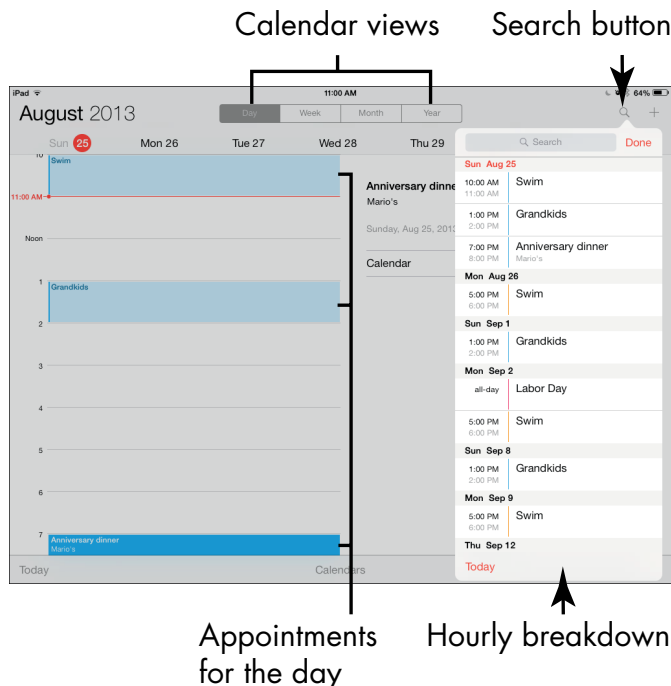 Calendar views
Search button
iPad
11:00 AM
64%
August 2013
Day
Week
Month
Year
Sun 25
Mon 26
Tue 27
Wed 28
Thu 29
Swim
11:00 AM
Noon
1
Grandkids
2
3
4
5
6
7
Anniversary dinner
Mario's
Today
Calendars
Anniversary dinne
Mario's
Sunday, Aug 25, 2013
Calendar
Search
Done
Sun Aug 25
10:00 AM Swim
11:00 AM
1:00 PM Grandkids
2:00 PM
7:00 PM Anniversary dinner
8:00 PM Mario's
Mon Aug 26
5:00 PM Swim
6:00 PM
Sun Sep 1
1:00 PM Grandkids
2:00 PM
Mon Sep 2
all-day Labor Day
5:00 PM Swim
6:00 PM
Sun Sep 8
1:00 PM Grandkids
2:00 PM
Mon Sep 9
5:00 PM Swim
6:00 PM
Thu Sep 12
Today
Appointments
for the day
Hourly breakdown